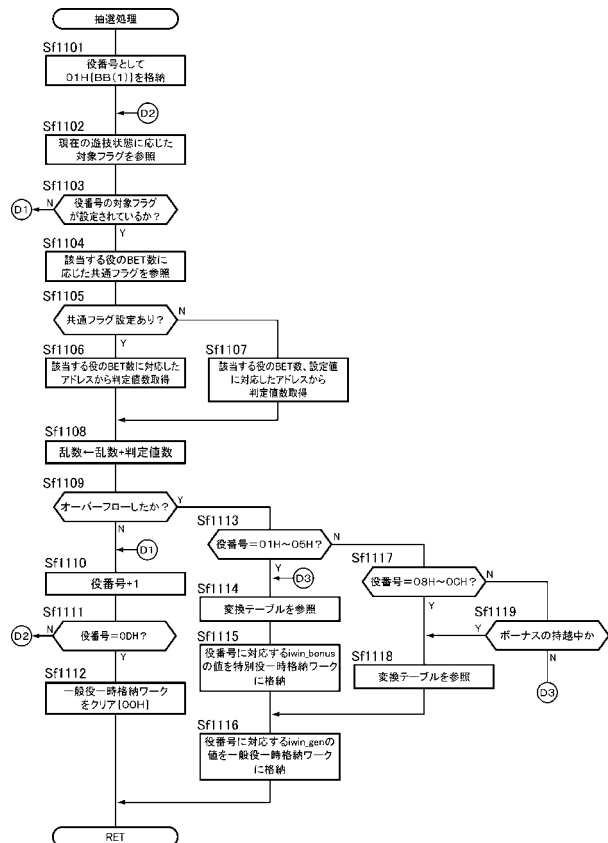 抽選処理
Sf1101
役番号として
01H[BB(1)]を格納
D2
Sf1102
現在の遊技状態に応じた
対象フラグを参照
Sf1103
D1
N
役番号の対象フラグ
が設定されているか?
Y
Sf1104
該当する役のBET数に
応じた共通フラグを参照
Sf1105
共通フラグ設定あり?
N
Y
Sf1106
該当する役のBET数に対応した
アドレスから判定値数取得
Sf1107
該当する役のBET数、設定値
に対応したアドレスから
判定値数取得
Sf1108
乱数←乱数+判定値数
Sf1109
オーバーフローしたか?
Y
N
D1
Sf1110
役番号+1
Sf1111
D2
N
役番号=0DH?
Y
Sf1112
一般役一時格納ワーク
をクリア[00H]
Sf1113
役番号=01H~05H?
N
Y
D3
Sf1114
変換テーブルを参照
Sf1115
役番号に対応するiwin_bonus
の値を特別役一時格納ワーク
に格納
Sf1116
役番号に対応するiwin_genの
値を一般役一時格納ワーク
に格納
Sf1117
役番号=08H~0CH?
N
Y
Sf1118
変換テーブルを参照
Sf1119
Y
ボーナスの持越中か
N
D3
RET